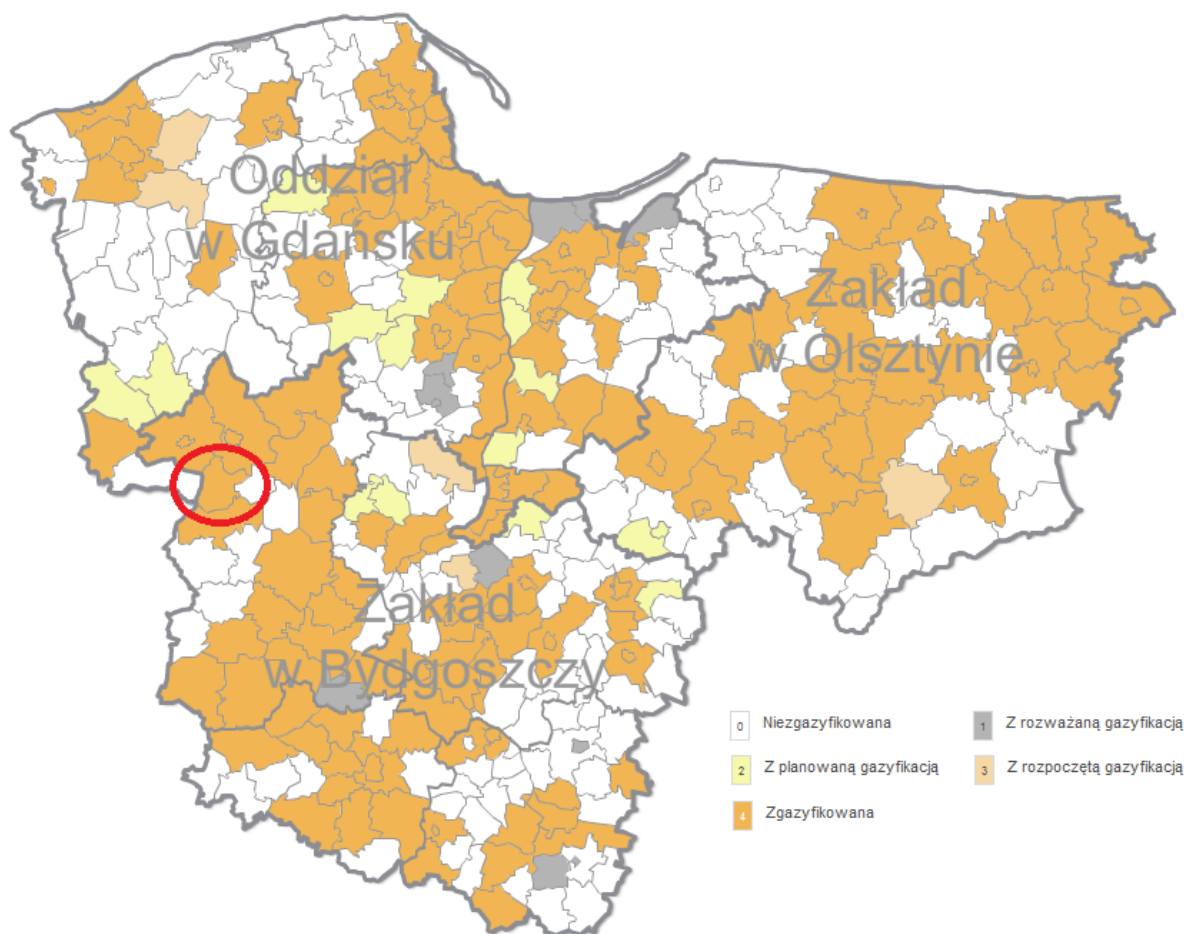 Oddział
w Gdańsku
Zakład
w Olsztynie
Zakład
w Bydgoszczy
0 Niezgazyfikowana
1 Z rozważaną gazyfikacją
2 Z planowaną gazyfikacją
3 Z rozpoczętą gazyfikacją
4 Zgazyfikowana